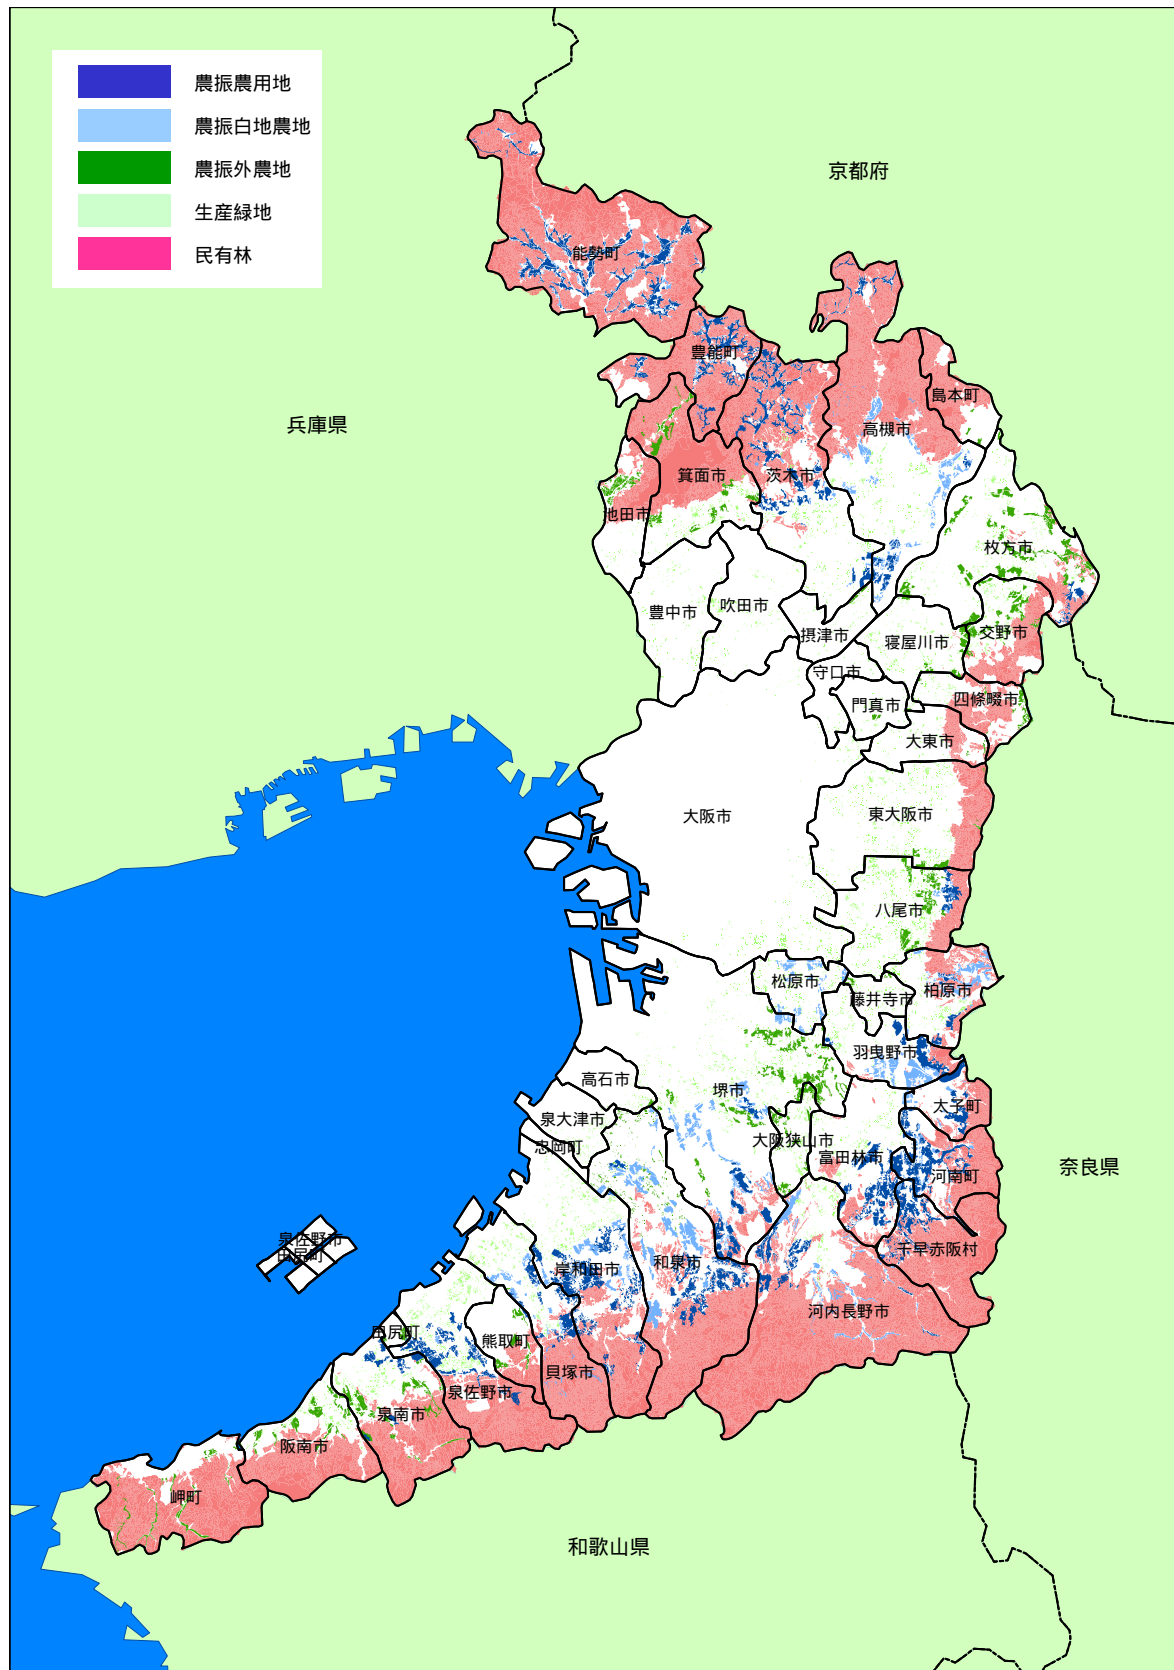 農振農用地
農振白地農地
農振外農地
生産緑地
民有林
京都府
兵庫県
奈良県
和歌山県
能勢町
豊能町
島本町
高槻市
箕面市
茨木市
池田市
枚方市
豊中市
吹田市
摂津市
寝屋川市
交野市
守口市
門真市
四條畷市
大東市
大阪市
東大阪市
八尾市
松原市
藤井寺市
柏原市
羽曳野市
高石市
堺市
太子町
泉大津市
忠岡町
大阪狭山市
富田林市
河南町
泉佐野市
田尻町
千早赤阪村
岸和田市
和泉市
河内長野市
田尻町
熊取町
貝塚市
泉佐野市
泉南市
阪南市
岬町